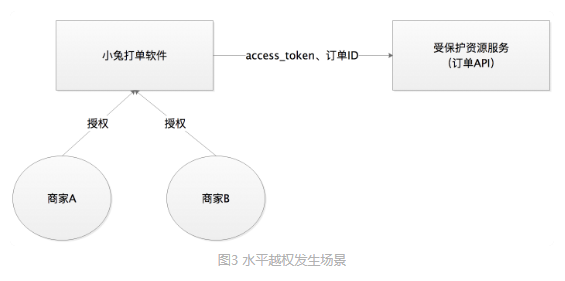 小兔打单软件
access_token、订单ID
受保护资源服务
（订单API）
授权
授权
商家A
商家B
图3 水平越权发生场景